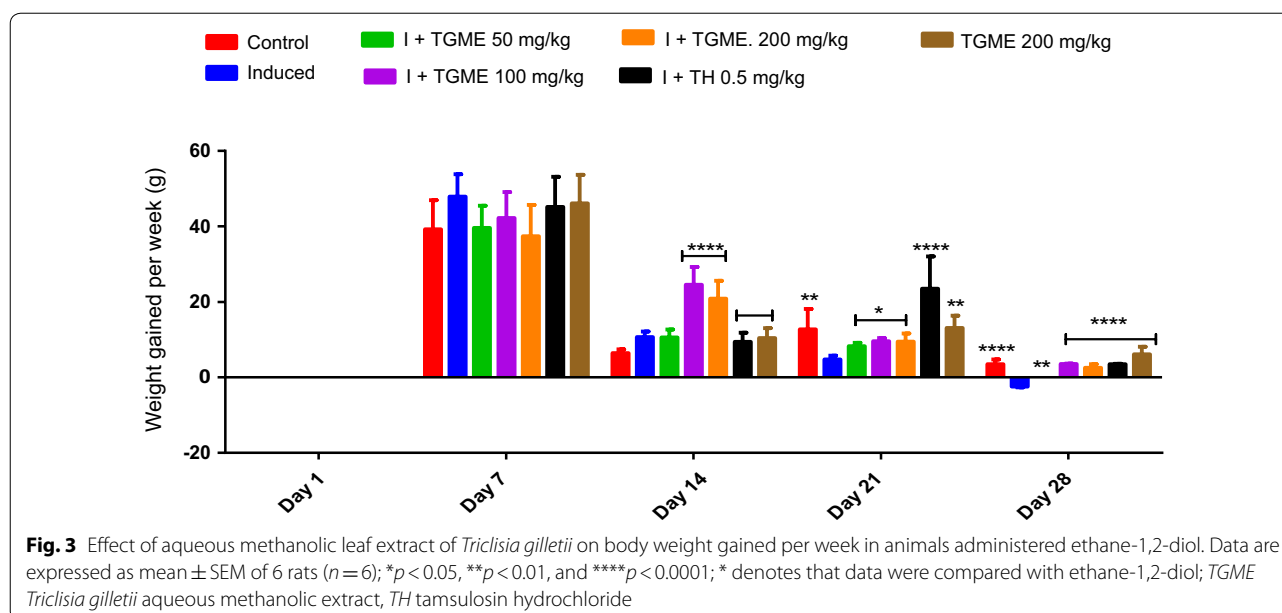 Control I + TGME 50 mg/kg I + TGME. 200 mg/kg TGME 200 mg/kg
Induced I + TGME 100 mg/kg I + TH 0.5 mg/kg
Weight gained per week (g)
60
40
20
0
-20
****
** * **** **
**** ** ****
Day 1 Day 7 Day 14 Day 21 Day 28
Fig. 3 Effect of aqueous methanolic leaf extract of Triclisia gilletii on body weight gained per week in animals administered ethane-1,2-diol. Data are
expressed as mean ± SEM of 6 rats (n = 6); *p < 0.05, **p < 0.01, and ****p < 0.0001; * denotes that data were compared with ethane-1,2-diol; TGME
Triclisia gilletii aqueous methanolic extract, TH tamsulosin hydrochloride